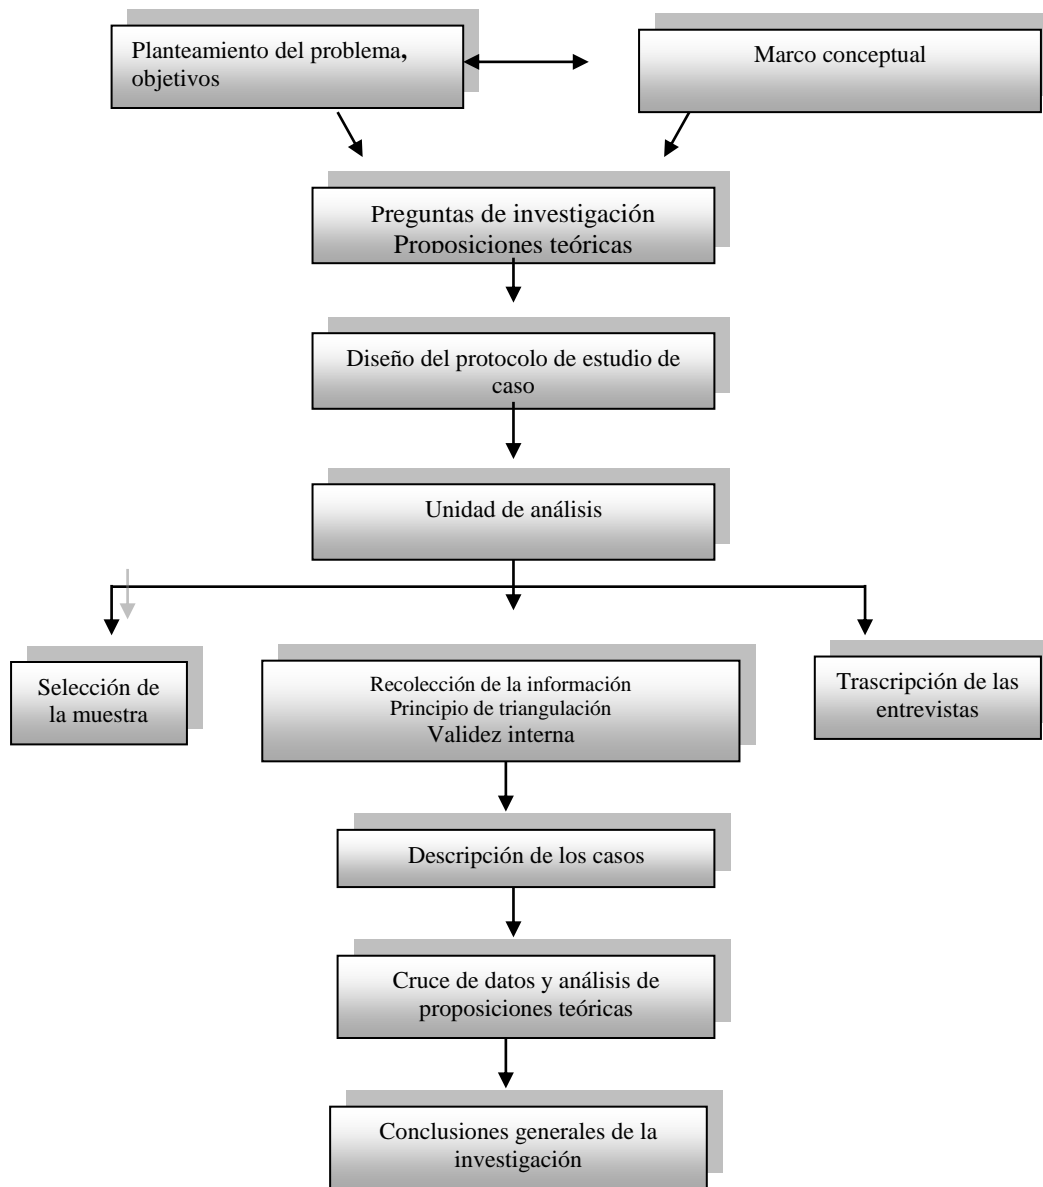 Planteamiento del problema,
objetivos
Marco conceptual
Preguntas de investigación
Proposiciones teóricas
Diseño del protocolo de estudio de
caso
Unidad de análisis
Selección de
la muestra
Recolección de la información
Principio de triangulación
Validez interna
Trascripción de las
entrevistas
Descripción de los casos
Cruce de datos y análisis de
proposiciones teóricas
Conclusiones generales de la
investigación